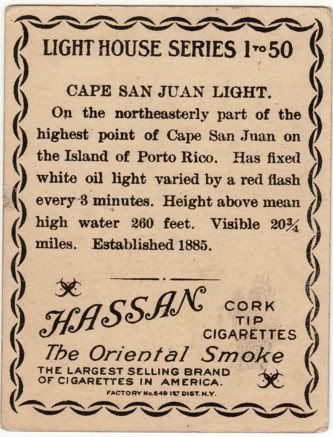 LIGHT HOUSE SERIES 1 TO 50
CAPE SAN JUAN LIGHT.
On the northeasterly part of the
highest point of Cape San Juan on
the Island of Porto Rico. Has fixed
white oil light varied by a red flash
every 3 minutes. Height above mean
high water 260 feet. Visible 20¾
miles. Established 1885.
HASSAN
CORK
TIP
CIGARETTES
The Oriental Smoke
THE LARGEST SELLING BRAND
OF CIGARETTES IN AMERICA.
FACTORY No. 649 1ST DIST. N.Y.